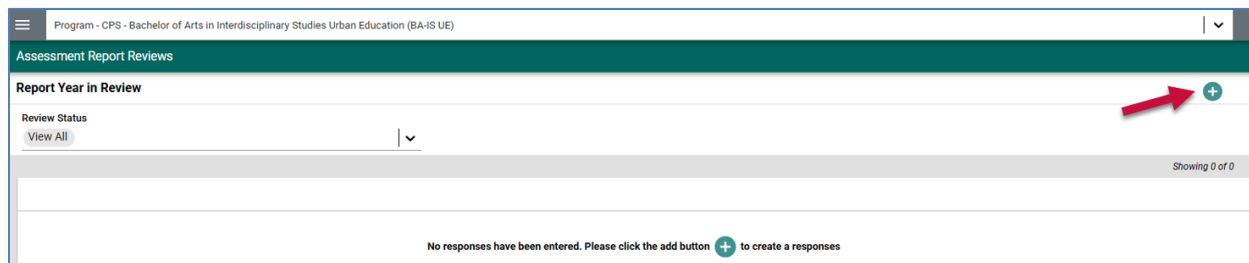 Program - CPS - Bachelor of Arts in Interdisciplinary Studies Urban Education (BA-IS UE)
Assessment Report Reviews
Report Year in Review
Review Status
View All
Showing 0 of 0
No responses have been entered. Please click the add button + to create a responses